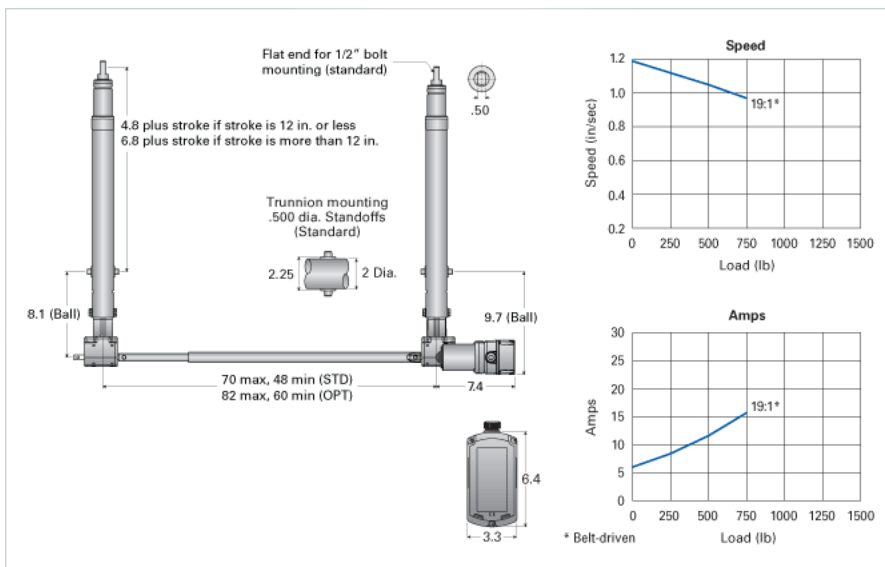 Flat end for 1/2" bolt
mounting (standard)
.50
4.8 plus stroke if stroke is 12 in. or less
6.8 plus stroke if stroke is more than 12 in.
Trunnion mounting
.500 dia. Standoffs
(Standard)
2.25
2 Dia.
8.1 (Ball)
9.7 (Ball)
70 max, 48 min (STD)
82 max, 60 min (OPT)
7.4
6.4
3.3
Speed
1.2
1.0
0.8
0.6
0.4
0.2
Speed (in/sec)
19:1*
0 250 500 750 1000 1250 1500
Load (lb)
Amps
30
25
20
15
10
5
0
Amps
19:1*
0 250 500 750 1000 1250 1500
* Belt-driven
Load (lb)